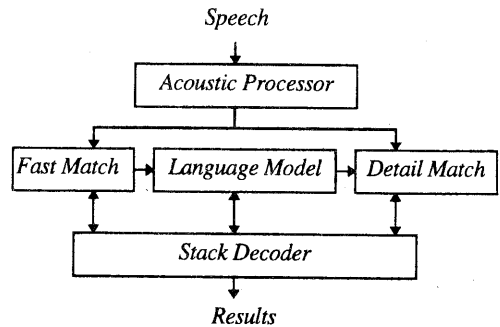 Speech
Acoustic Processor
Fast Match
Language Model
Detail Match
Stack Decoder
Results